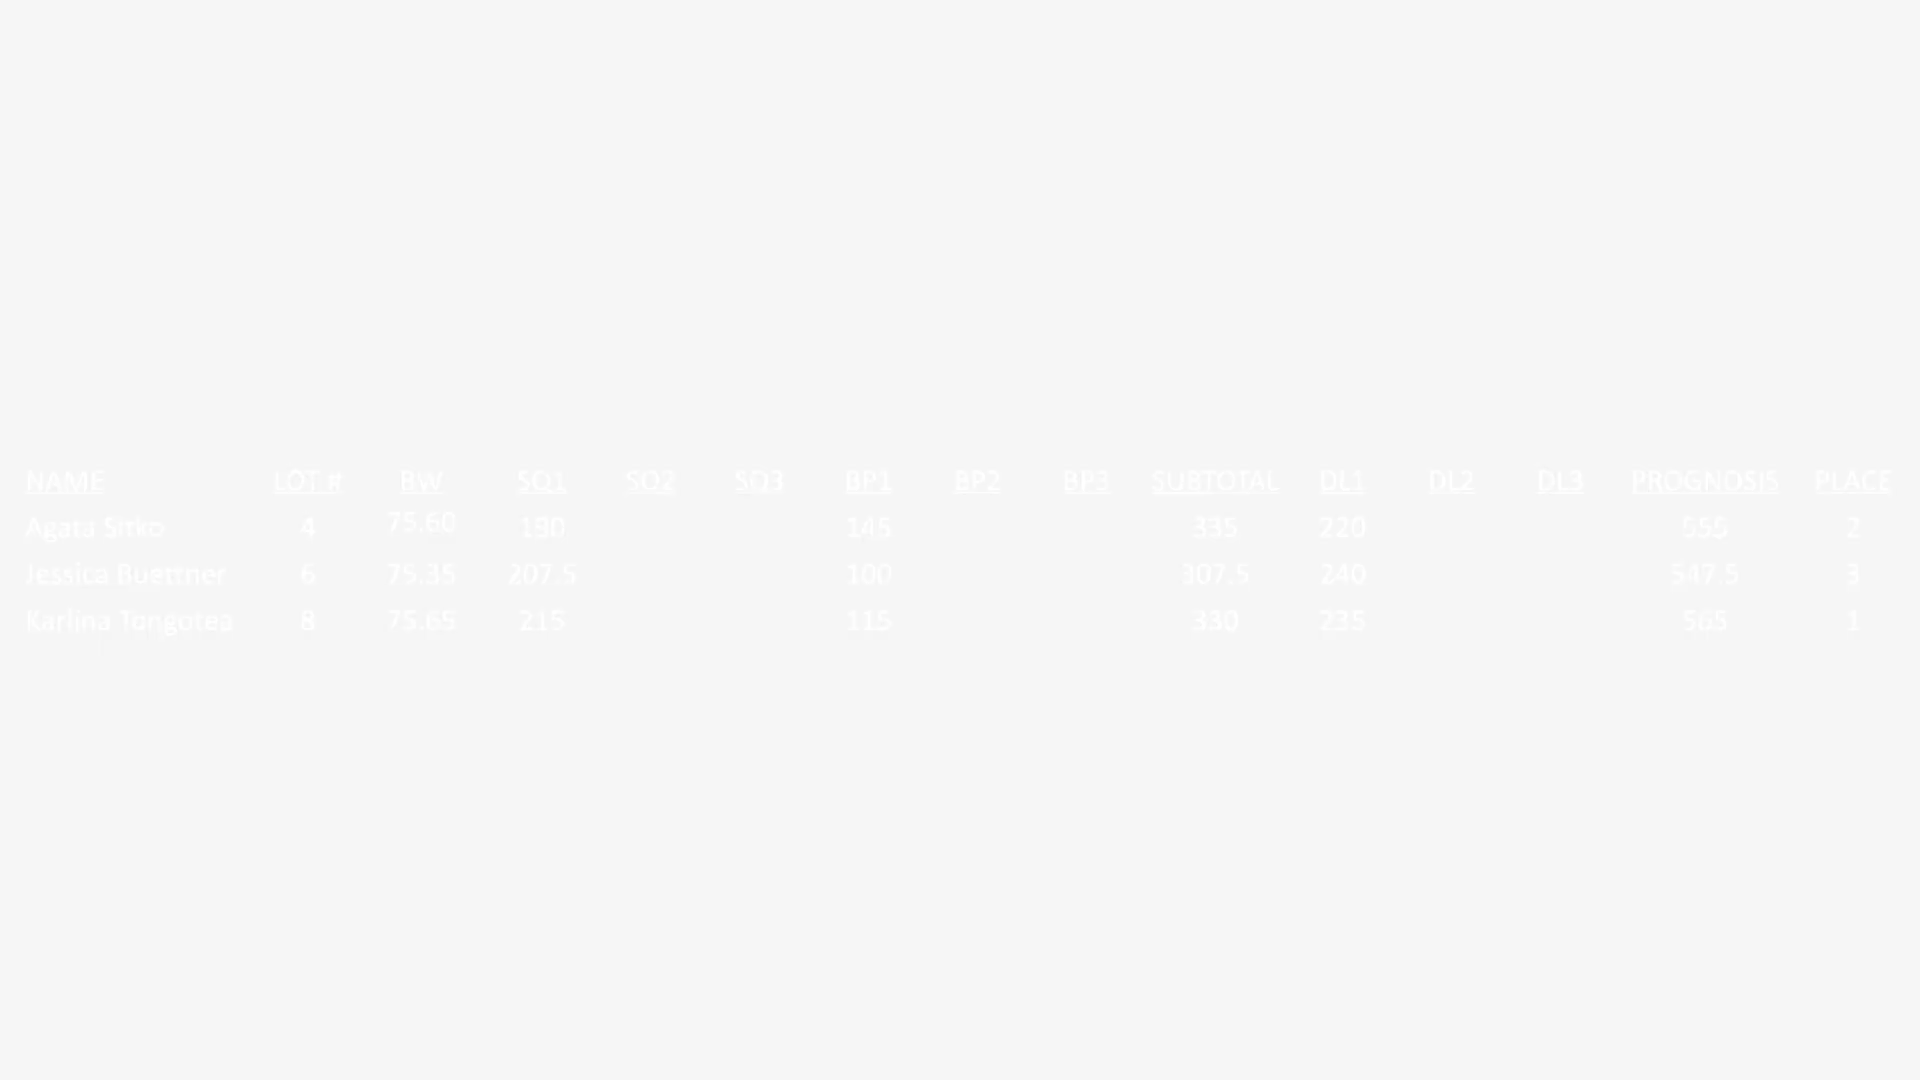 NAME LOT # BW SQ1 SQ2 SQ3 BP1 BP2 BP3 SUBTOTAL DL1 DL2 DL3 PROGNOSIS PLACE
Agata Sitko 4 75.60 190 145 335 220 555 2
Jessica Buettner 6 75.35 207.5 100 307.5 240 547.5 3
Karlina Tongotea 8 75.65 215 115 330 235 565 1